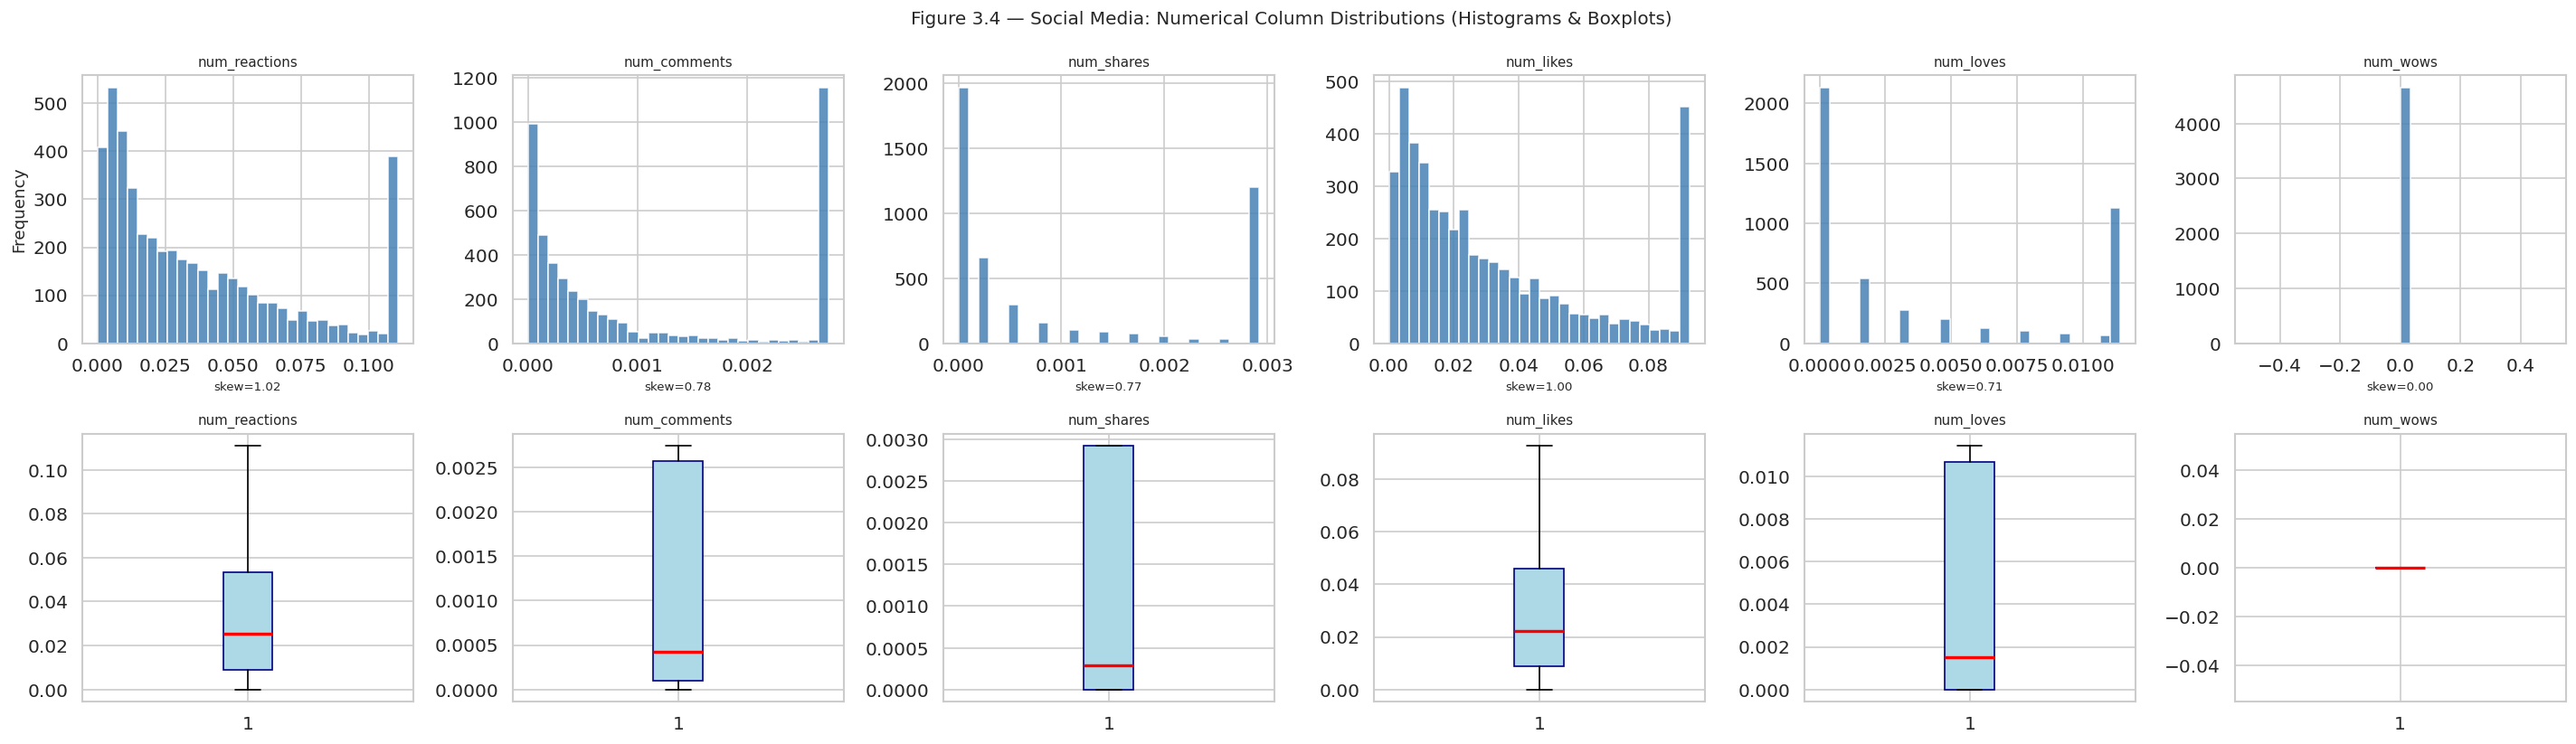 Figure 3.4 — Social Media: Numerical Column Distributions (Histograms & Boxplots)
num_reactions
num_comments
num_shares
num_likes
num_loves
num_wows
Frequency
500
400
300
200
100
0
0.000 0.025 0.050 0.075 0.100
skew=1.02
1200
1000
800
600
400
200
0
0.000 0.001 0.002
skew=0.78
2000
1500
1000
500
0
0.000 0.001 0.002 0.003
skew=0.77
500
400
300
200
100
0
0.00 0.02 0.04 0.06 0.08
skew=1.00
2000
1500
1000
500
0
0.0000 0.0025 0.0050 0.0075 0.0100
skew=0.71
4000
3000
2000
1000
0
−0.4 −0.2 0.0 0.2 0.4
skew=0.00
num_reactions
0.10
0.08
0.06
0.04
0.02
0.00
1
num_comments
0.0025
0.0020
0.0015
0.0010
0.0005
0.0000
1
num_shares
0.0030
0.0025
0.0020
0.0015
0.0010
0.0005
0.0000
1
num_likes
0.08
0.06
0.04
0.02
0.00
1
num_loves
0.010
0.008
0.006
0.004
0.002
0.000
1
num_wows
0.04
0.02
0.00
−0.02
−0.04
1